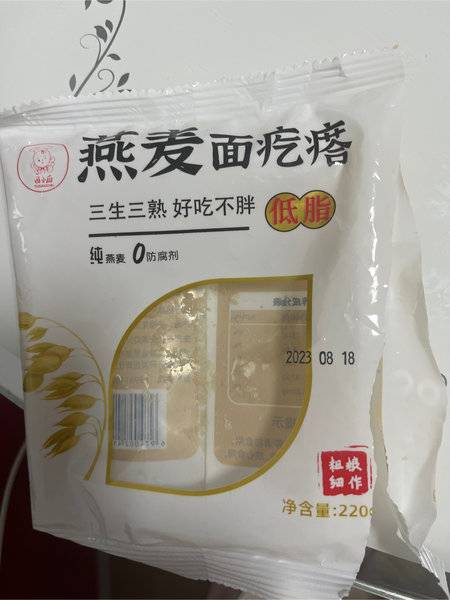 燕麦面疙瘩
三生三熟 好吃不胖 低脂
纯燕麦 0防腐剂
2023 08 18
粗粮
细作
净含量:220g